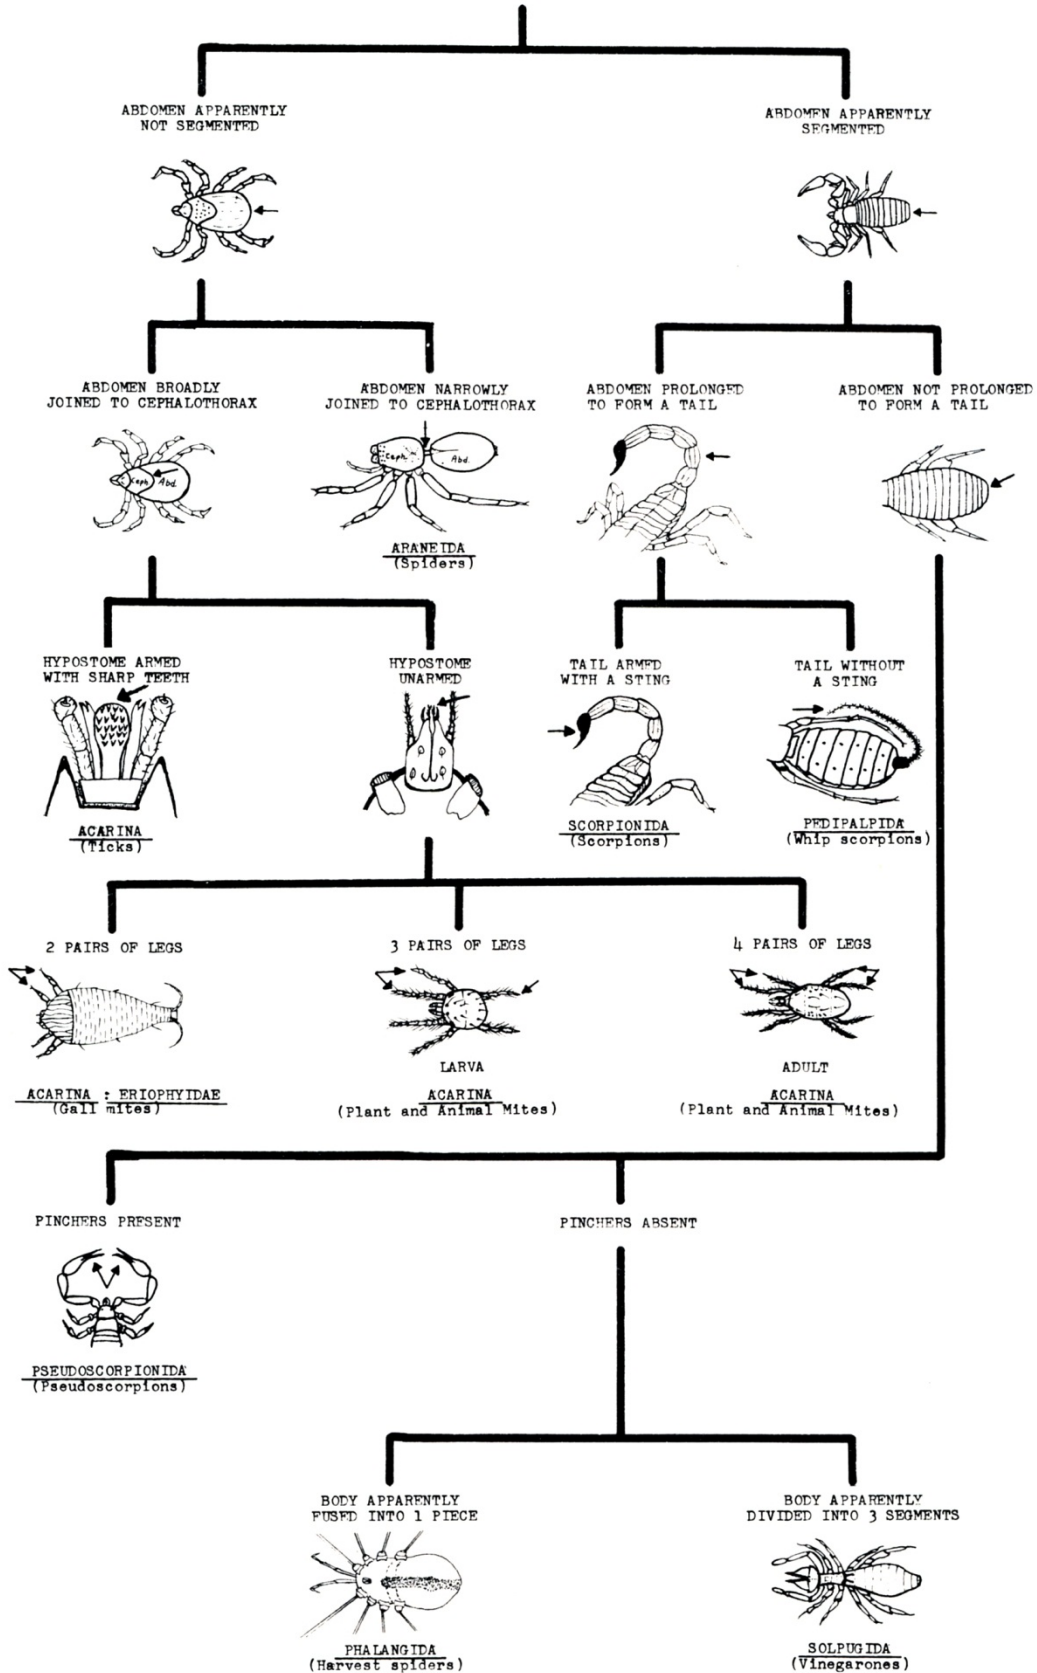 ABDOMEN APPARENTLY
NOT SEGMENTED
ABDOMEN APPARENTLY
SEGMENTED
ABDOMEN BROADLY
JOINED TO CEPHALOTHORAX
ABDOMEN NARROWLY
JOINED TO CEPHALOTHORAX
ABDOMEN PROLONGED
TO FORM A TAIL
ABDOMEN NOT PROLONGED
TO FORM A TAIL
Ceph. Abd.
Ceph. Abd.
ARANEIDA
(Spiders)
HYPOSTOME ARMED
WITH SHARP TEETH
HYPOSTOME
UNARMED
TAIL ARMED
WITH A STING
TAIL WITHOUT
A STING
ACARINA
(Ticks)
SCORPIONIDA
(Scorpions)
PEDIPALPIDA
(Whip scorpions)
2 PAIRS OF LEGS
3 PAIRS OF LEGS
4 PAIRS OF LEGS
LARVA
ADULT
ACARINA : ERIOPHYIDAE
(Gall mites)
ACARINA
(Plant and Animal Mites)
ACARINA
(Plant and Animal Mites)
PINCHERS PRESENT
PINCHERS ABSENT
PSEUDOSCORPIONIDA
(Pseudoscorpions)
BODY APPARENTLY
FUSED INTO 1 PIECE
BODY APPARENTLY
DIVIDED INTO 3 SEGMENTS
PHALANGIDA
(Harvest spiders)
SOLPUGIDA
(Vinegarones)